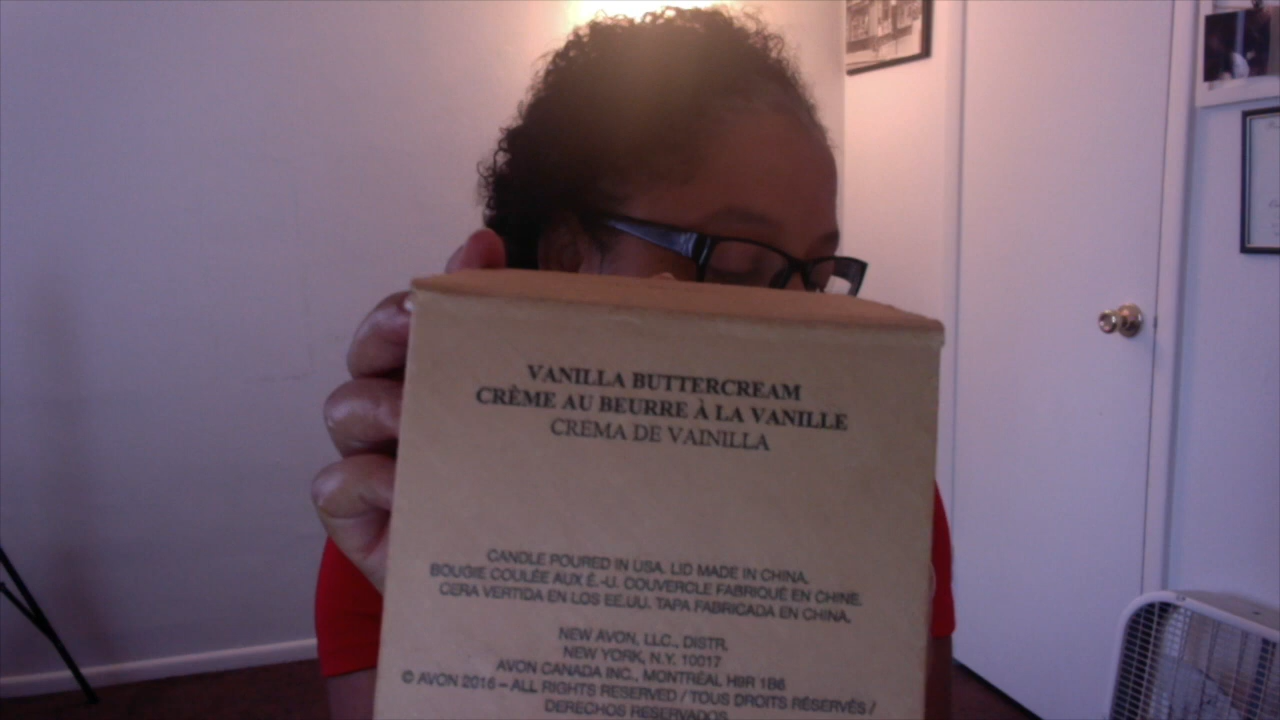 VANILLA BUTTERCREAM
CRÈME AU BEURRE À LA VANILLE
CREMA DE VAINILLA
CANDLE POURED IN USA. LID MADE IN CHINA.
BOUGIE COULÉE AUX É.-U. COUVERCLE FABRIQUÉ EN CHINE.
CERA VERTIDA EN LOS EE.UU. TAPA FABRICADA EN CHINA.
NEW AVON, LLC., DISTR.
NEW YORK, N.Y. 10017
AVON CANADA INC., MONTRÉAL H9R 1B6
© AVON 2016 – ALL RIGHTS RESERVED / TOUS DROITS RÉSERVÉS /
DERECHOS RESERVADOS